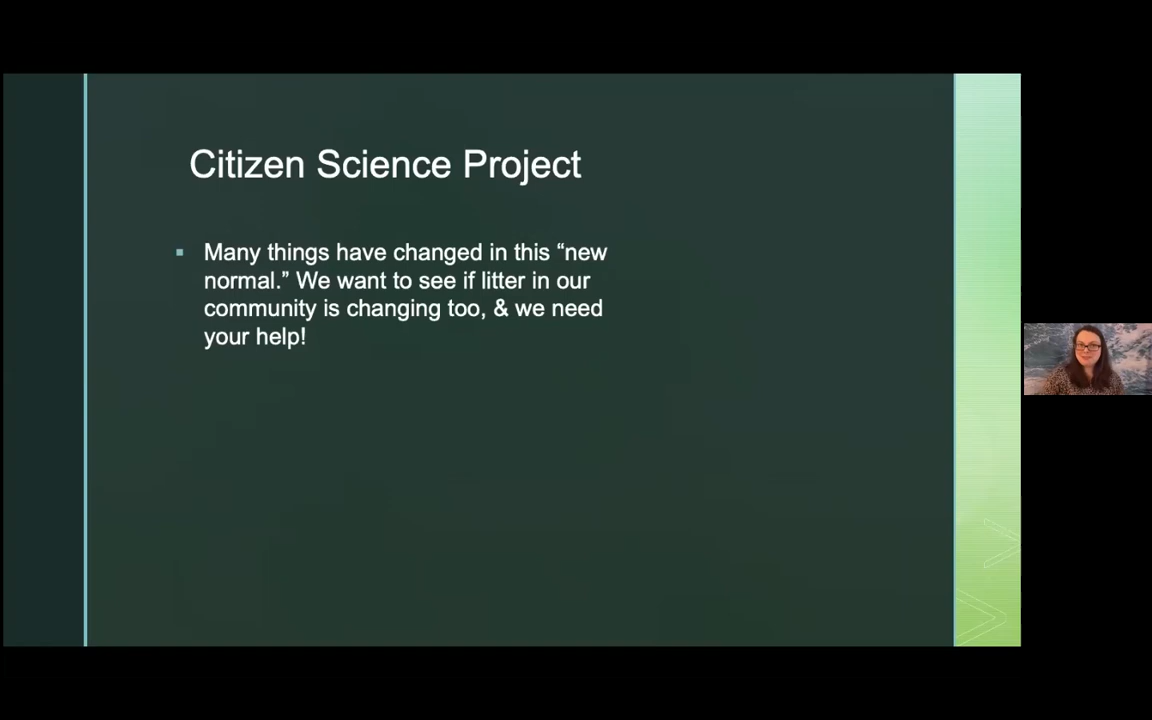 Citizen Science Project
Many things have changed in this “new
normal.” We want to see if litter in our
community is changing too, & we need
your help!